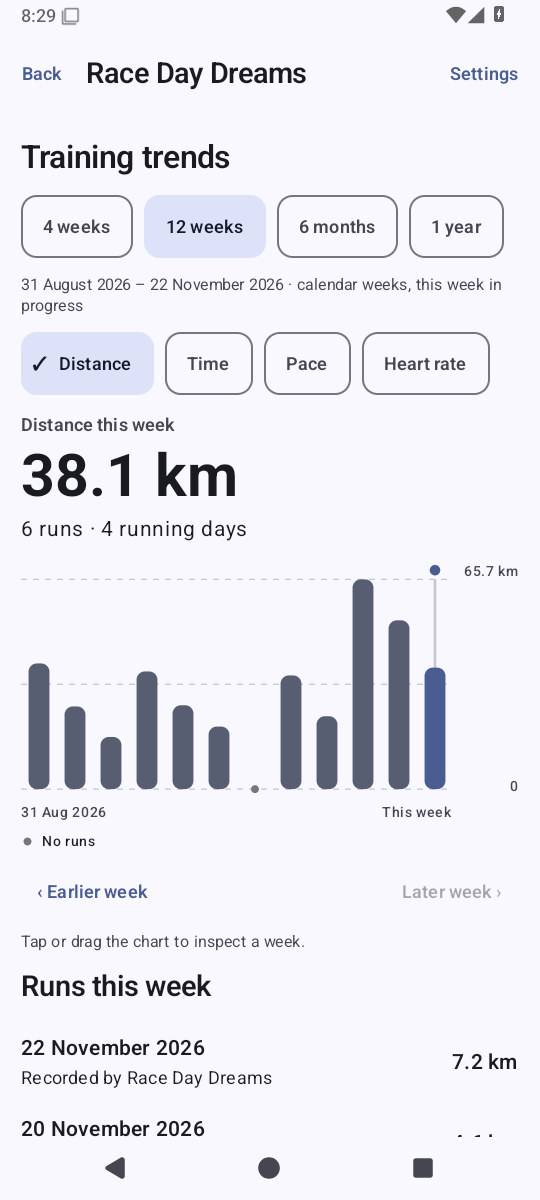 8:29
Back
Race Day Dreams
Settings
Training trends
4 weeks
12 weeks
6 months
1 year
31 August 2026 – 22 November 2026 · calendar weeks, this week in
progress
✓ Distance
Time
Pace
Heart rate
Distance this week
38.1 km
6 runs · 4 running days
65.7 km
0
31 Aug 2026
This week
No runs
‹ Earlier week
Later week ›
Tap or drag the chart to inspect a week.
Runs this week
22 November 2026
7.2 km
Recorded by Race Day Dreams
20 November 2026